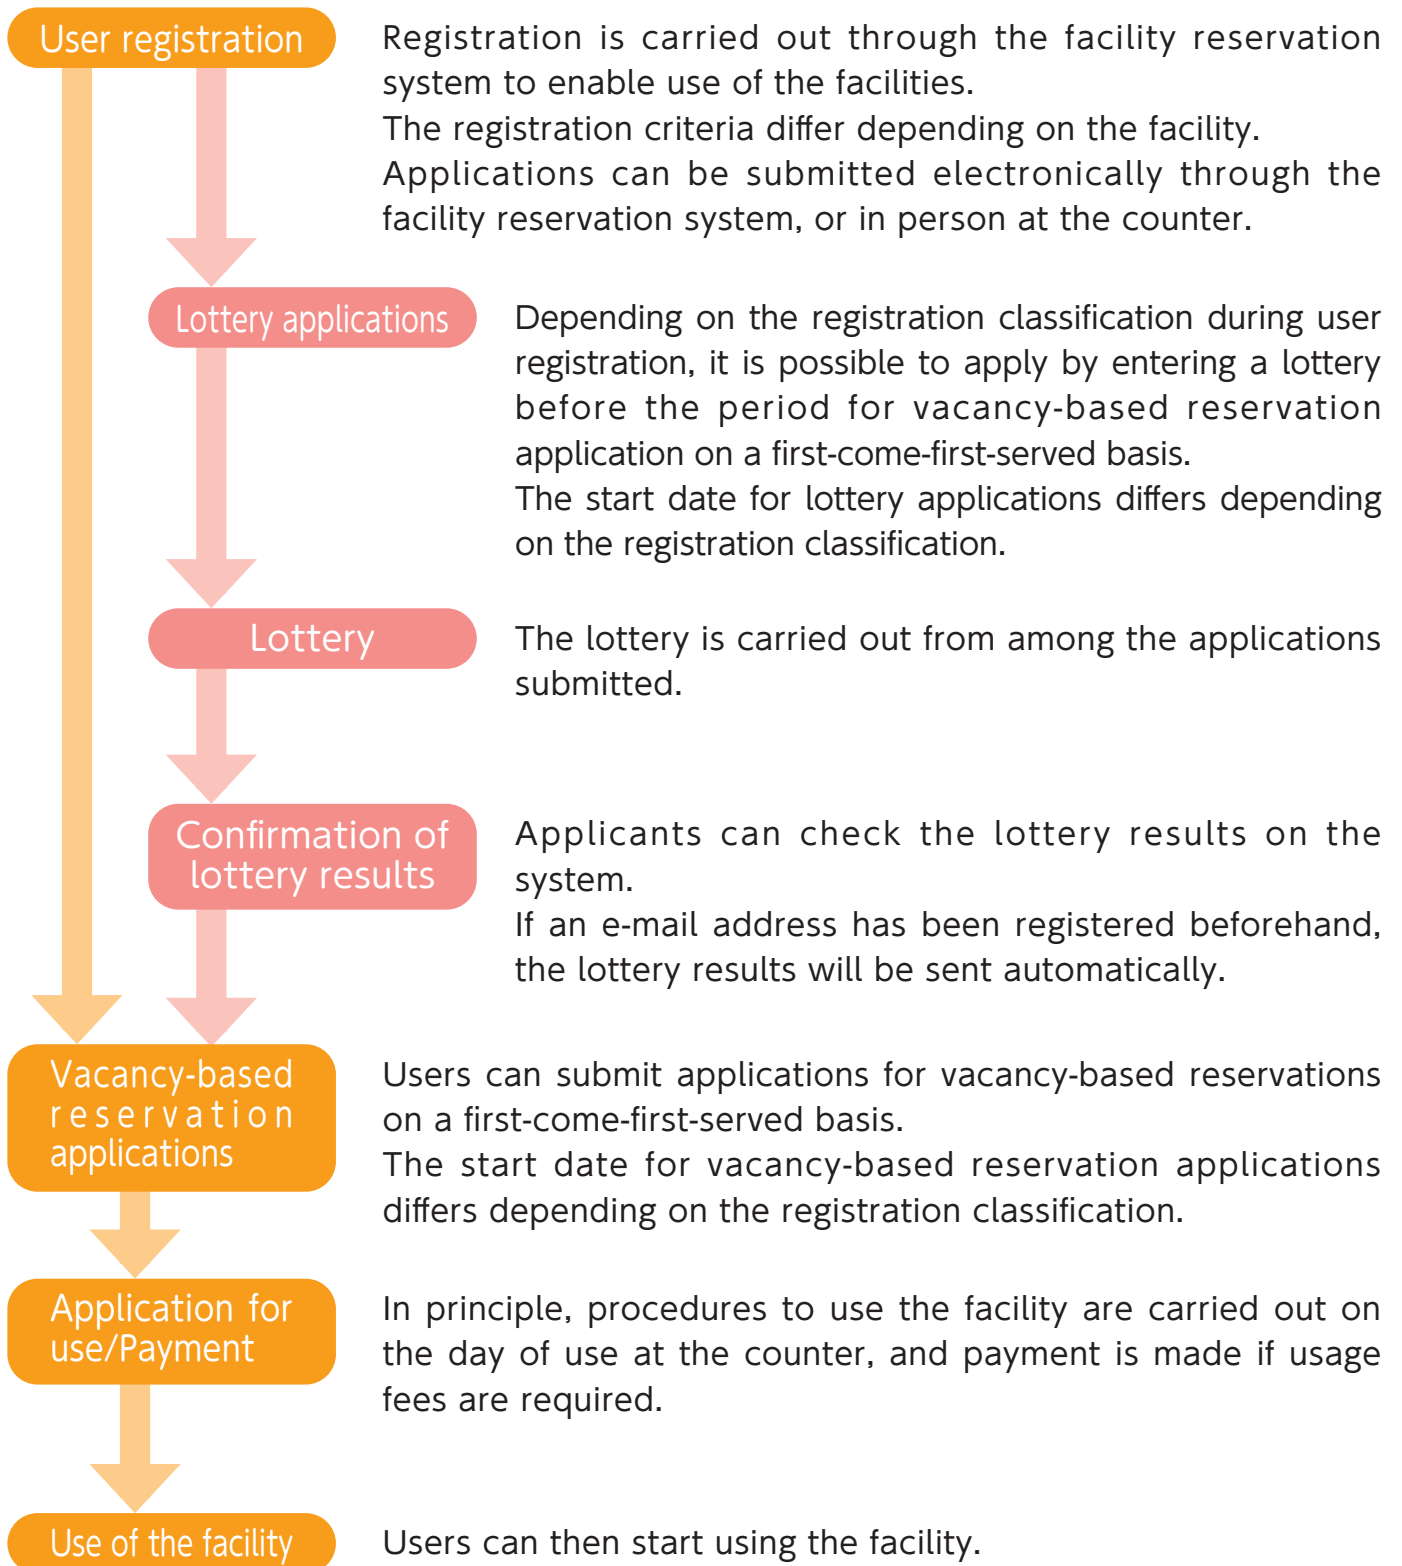 User registration
Registration is carried out through the facility reservation
system to enable use of the facilities.
The registration criteria differ depending on the facility.
Applications can be submitted electronically through the
facility reservation system, or in person at the counter.
Lottery applications
Depending on the registration classification during user
registration, it is possible to apply by entering a lottery
before the period for vacancy-based reservation
application on a first-come-first-served basis.
The start date for lottery applications differs depending
on the registration classification.
Lottery
The lottery is carried out from among the applications
submitted.
Confirmation of
lottery results
Applicants can check the lottery results on the
system.
If an e-mail address has been registered beforehand,
the lottery results will be sent automatically.
Vacancy-based
reservation
applications
Users can submit applications for vacancy-based reservations
on a first-come-first-served basis.
The start date for vacancy-based reservation applications
differs depending on the registration classification.
Application for
use/Payment
In principle, procedures to use the facility are carried out on
the day of use at the counter, and payment is made if usage
fees are required.
Use of the facility
Users can then start using the facility.